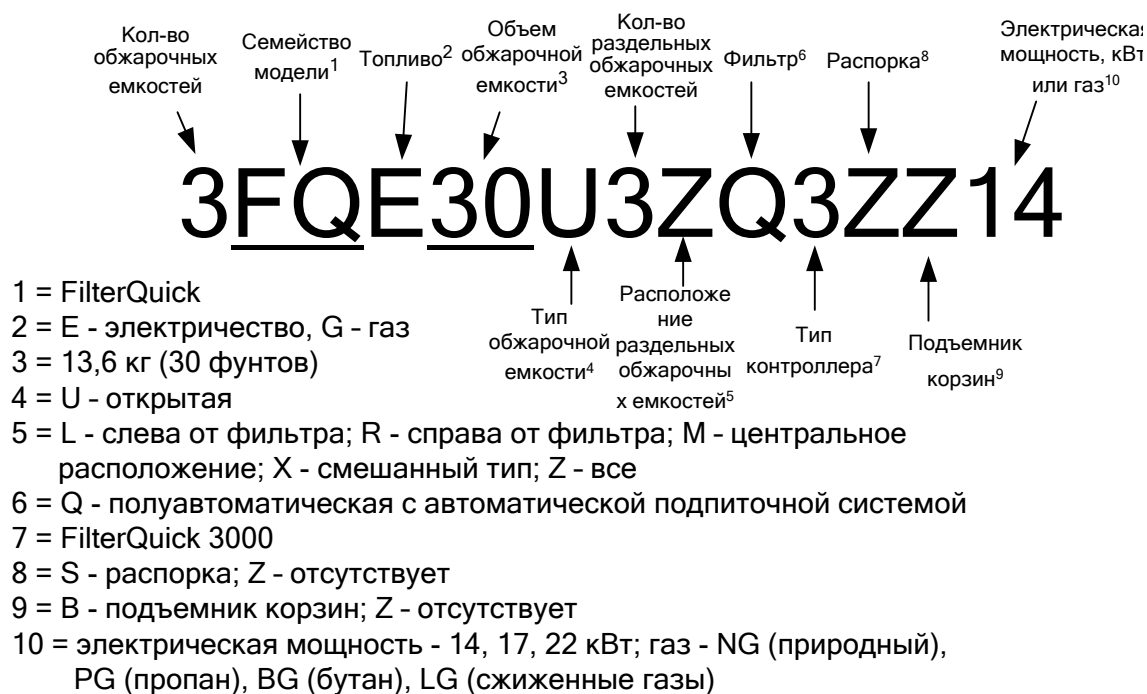 Кол-во
обжарочных
емкостей
Семейство
модели1
Топливо2
Объем
обжарочной
емкости3
Кол-во
раздельных
обжарочных
емкостей
Фильтр6
Распорка8
Электрическая
мощность, кВт
или газ10
3FQE30U3ZQ3ZZ14
Тип
обжарочной
емкости4
Расположе
ние
раздельных
обжарочны
х емкостей5
Тип
контроллера7
Подъемник
корзин9
1 = FilterQuick
2 = E - электричество, G – газ
3 = 13,6 кг (30 фунтов)
4 = U – открытая
5 = L - слева от фильтра; R - справа от фильтра; M – центральное
расположение; X - смешанный тип; Z – все
6 = Q - полуавтоматическая с автоматической подпиточной системой
7 = FilterQuick 3000
8 = S - распорка; Z – отсутствует
9 = B - подъемник корзин; Z – отсутствует
10 = электрическая мощность - 14, 17, 22 кВт; газ - NG (природный),
PG (пропан), BG (бутан), LG (сжиженные газы)